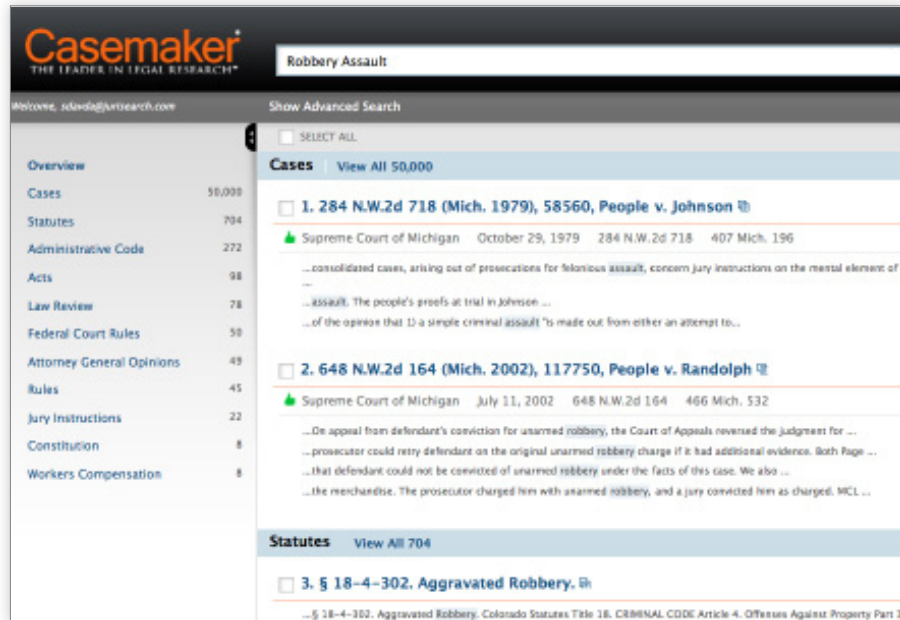 Casemaker
THE LEADER IN LEGAL RESEARCH™
Robbery Assault
Welcome, sdavda@jurisearch.com
Show Advanced Search
SELECT ALL
Overview
Cases 50,000
Statutes 704
Administrative Code 272
Acts 98
Law Review 78
Federal Court Rules 50
Attorney General Opinions 49
Rules 45
Jury Instructions 22
Constitution 8
Workers Compensation 8
Cases View All 50,000
1. 284 N.W.2d 718 (Mich. 1979), 58560, People v. Johnson
Supreme Court of Michigan October 29, 1979 284 N.W.2d 718 407 Mich. 196
...consolidated cases, arising out of prosecutions for felonious assault, concern jury instructions on the mental element of
...
...assault. The people's proofs at trial in Johnson ...
...of the opinion that 1) a simple criminal assault "is made out from either an attempt to...
2. 648 N.W.2d 164 (Mich. 2002), 117750, People v. Randolph
Supreme Court of Michigan July 11, 2002 648 N.W.2d 164 466 Mich. 532
...On appeal from defendant's conviction for unarmed robbery, the Court of Appeals reversed the judgment for ...
...prosecutor could retry defendant on the original unarmed robbery charge if it had additional evidence. Both Page ...
...that defendant could not be convicted of unarmed robbery under the facts of this case. We also ...
...the merchandise. The prosecutor charged him with unarmed robbery, and a jury convicted him as charged. MCL ...
Statutes View All 704
3. § 18-4-302. Aggravated Robbery.
...§ 18-4-302. Aggravated Robbery. Colorado Statutes Title 18. CRIMINAL CODE Article 4. Offenses Against Property Part